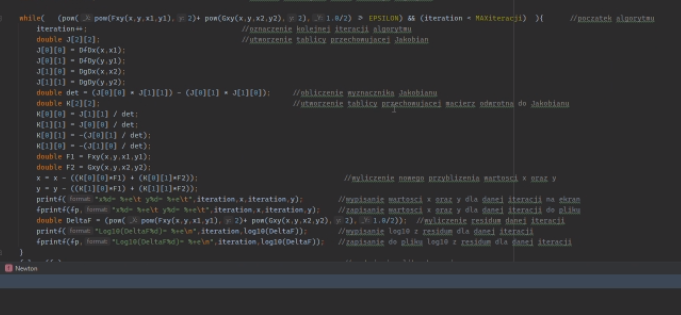 while( (pow(pow(Fxy(x,y,x1,y1), y: 2)+ pow(Gxy(x,y,x2,y2), y: 2), y: 1.0/2) >= EPSILON) && (iteration < MAXiteracji) ){ //poczatek algorytmu
iteration++; //oznaczenie kolejnej iteracji algorytmu
double J[2][2]; //utworzenie tablicy przechowujacej Jakobian
J[0][0] = DfDx(x,x1);
J[0][1] = DfDy(y,y1);
J[1][0] = DgDx(x,x2);
J[1][1] = DgDy(y,y2);
double det = (J[0][0] * J[1][1]) - (J[0][1] * J[1][0]); //obliczenie wyznacznika Jakobianu
double K[2][2]; //utworzenie tablicy przechowujacej macierz odwrotna do Jakobianu
K[0][0] = J[1][1] / det;
K[1][1] = J[0][0] / det;
K[0][1] = -(J[0][1] / det);
K[1][0] = -(J[1][0] / det);
double F1 = Fxy(x,y,x1,y1);
double F2 = Gxy(x,y,x2,y2);
x = x - ((K[0][0]*F1) + (K[0][1]*F2)); //wyliczenie nowego przyblizenia wartosci x oraz y
y = y - ((K[1][0]*F1) + (K[1][1]*F2));
printf( format: "x%d= %+e\t y%d= %+e\t",iteration,x,iteration,y); //wypisanie wartosci x oraz y dla danej iteracji na ekran
fprintf(fp, format: "x%d= %+e\t y%d= %+e\t",iteration,x,iteration,y); //zapisanie wartosci x oraz y dla danej iteracji do pliku
double DeltaF = (pow(pow(Fxy(x,y,x1,y1), y: 2)+ pow(Gxy(x,y,x2,y2), y: 2), y: 1.0/2)); //wyliczenie residum dla danej iteracji
printf( format: "Log10(DeltaF%d)= %+e\n",iteration,log10(DeltaF)); //wypisanie log10 z residum dla danej iteracji
fprintf(fp, format: "Log10(DeltaF%d)= %+e\n",iteration,log10(DeltaF)); //zapisanie do pliku log10 z residum dla danej iteracji
}
Newton